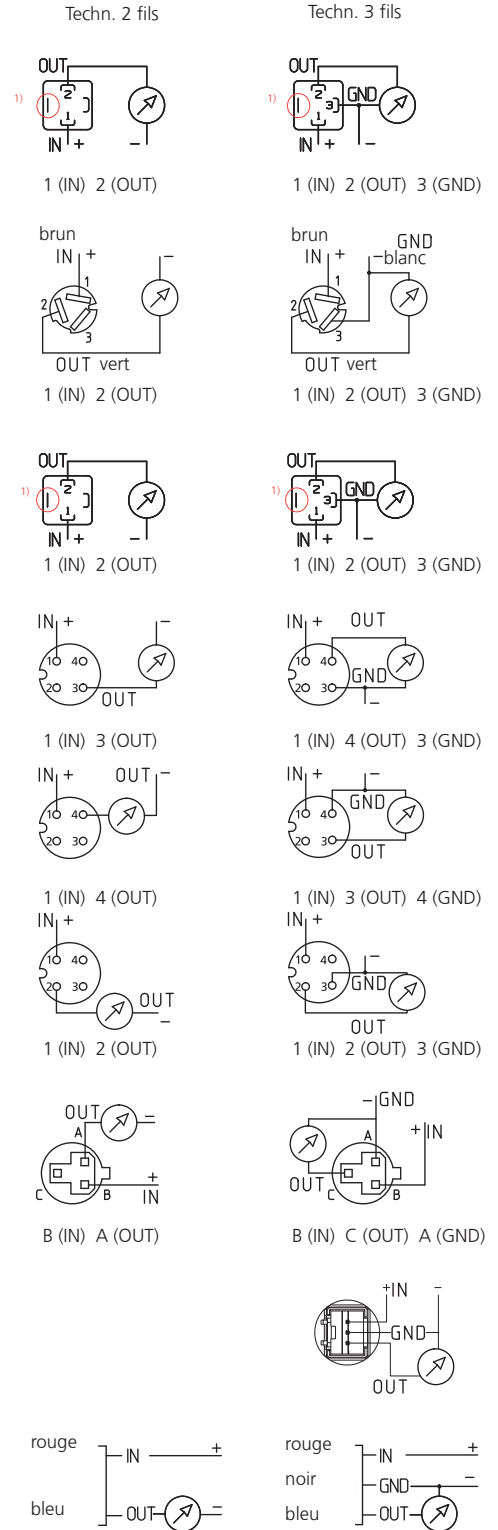 Techn. 2 fils Techn. 3 fils
OUT OUT
1) 2 1) 2 GND
1 1 3
IN + − IN + −
1 (IN) 2 (OUT) 1 (IN) 2 (OUT) 3 (GND)
brun brun GND
IN + − IN + − blanc
1 1
2 2
3 3
OUT vert OUT vert
1 (IN) 2 (OUT) 1 (IN) 2 (OUT) 3 (GND)
OUT OUT
1) 2 1) 2 GND
1 1 3
IN + − IN + −
1 (IN) 2 (OUT) 1 (IN) 2 (OUT) 3 (GND)
IN + − IN + OUT
1 4 1 4
2 3 2 3 GND
OUT −
1 (IN) 3 (OUT) 1 (IN) 4 (OUT) 3 (GND)
IN + OUT − IN + −
1 4 1 4 GND
2 3 2 3
OUT
1 (IN) 4 (OUT) 1 (IN) 3 (OUT) 4 (GND)
IN + IN +
1 4 1 4 −
2 3 2 3 GND
OUT
− OUT
1 (IN) 2 (OUT) 1 (IN) 2 (OUT) 3 (GND)
OUT − − GND
A A + IN
+ OUT
C B IN C B
B (IN) A (OUT) B (IN) C (OUT) A (GND)
+IN −
GND
OUT
rouge IN + rouge IN +
noir GND −
bleu OUT − bleu OUT